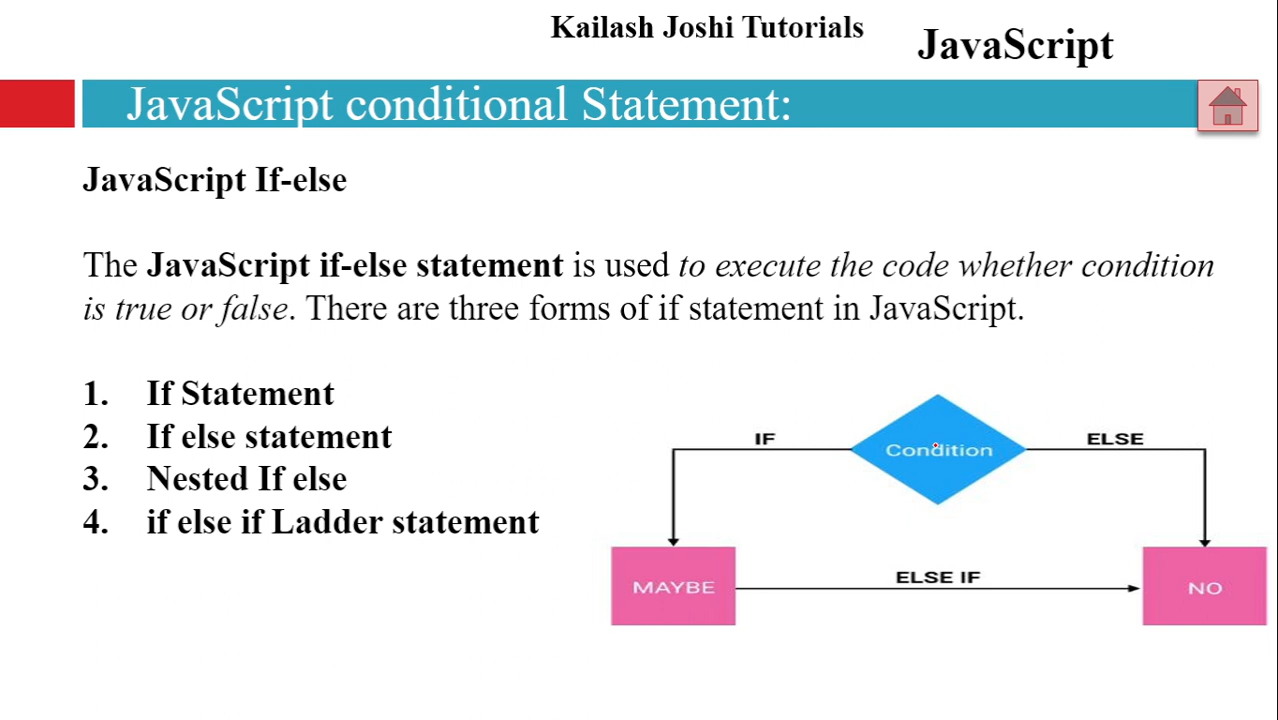 Kailash Joshi Tutorials
JavaScript
JavaScript conditional Statement:
JavaScript If-else
The JavaScript if-else statement is used to execute the code whether condition
is true or false. There are three forms of if statement in JavaScript.
1. If Statement
2. If else statement
3. Nested If else
4. if else if Ladder statement
IF
Condition
ELSE
MAYBE
ELSE IF
NO